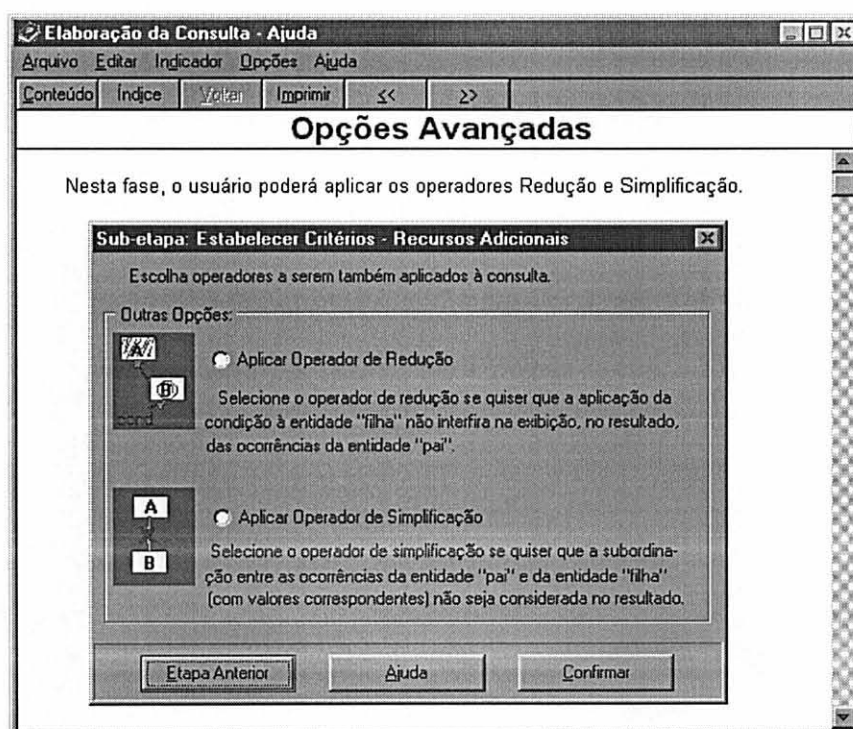 Elaboração da Consulta - Ajuda
Arquivo Editar Indicador Opções Ajuda
Conteúdo Índice Voltar Imprimir << >>
Opções Avançadas
Nesta fase, o usuário poderá aplicar os operadores Redução e Simplificação.
Sub-etapa: Estabelecer Critérios - Recursos Adicionais
Escolha operadores a serem também aplicados à consulta.
Outras Opções:
A
B
cond
Aplicar Operador de Redução
Selecione o operador de redução se quiser que a aplicação da
condição à entidade "filha" não interfira na exibição, no resultado,
das ocorrências da entidade "pai".
A
B
Aplicar Operador de Simplificação
Selecione o operador de simplificação se quiser que a subordina-
ção entre as ocorrências da entidade "pai" e da entidade "filha"
(com valores correspondentes) não seja considerada no resultado.
Etapa Anterior Ajuda Confirmar